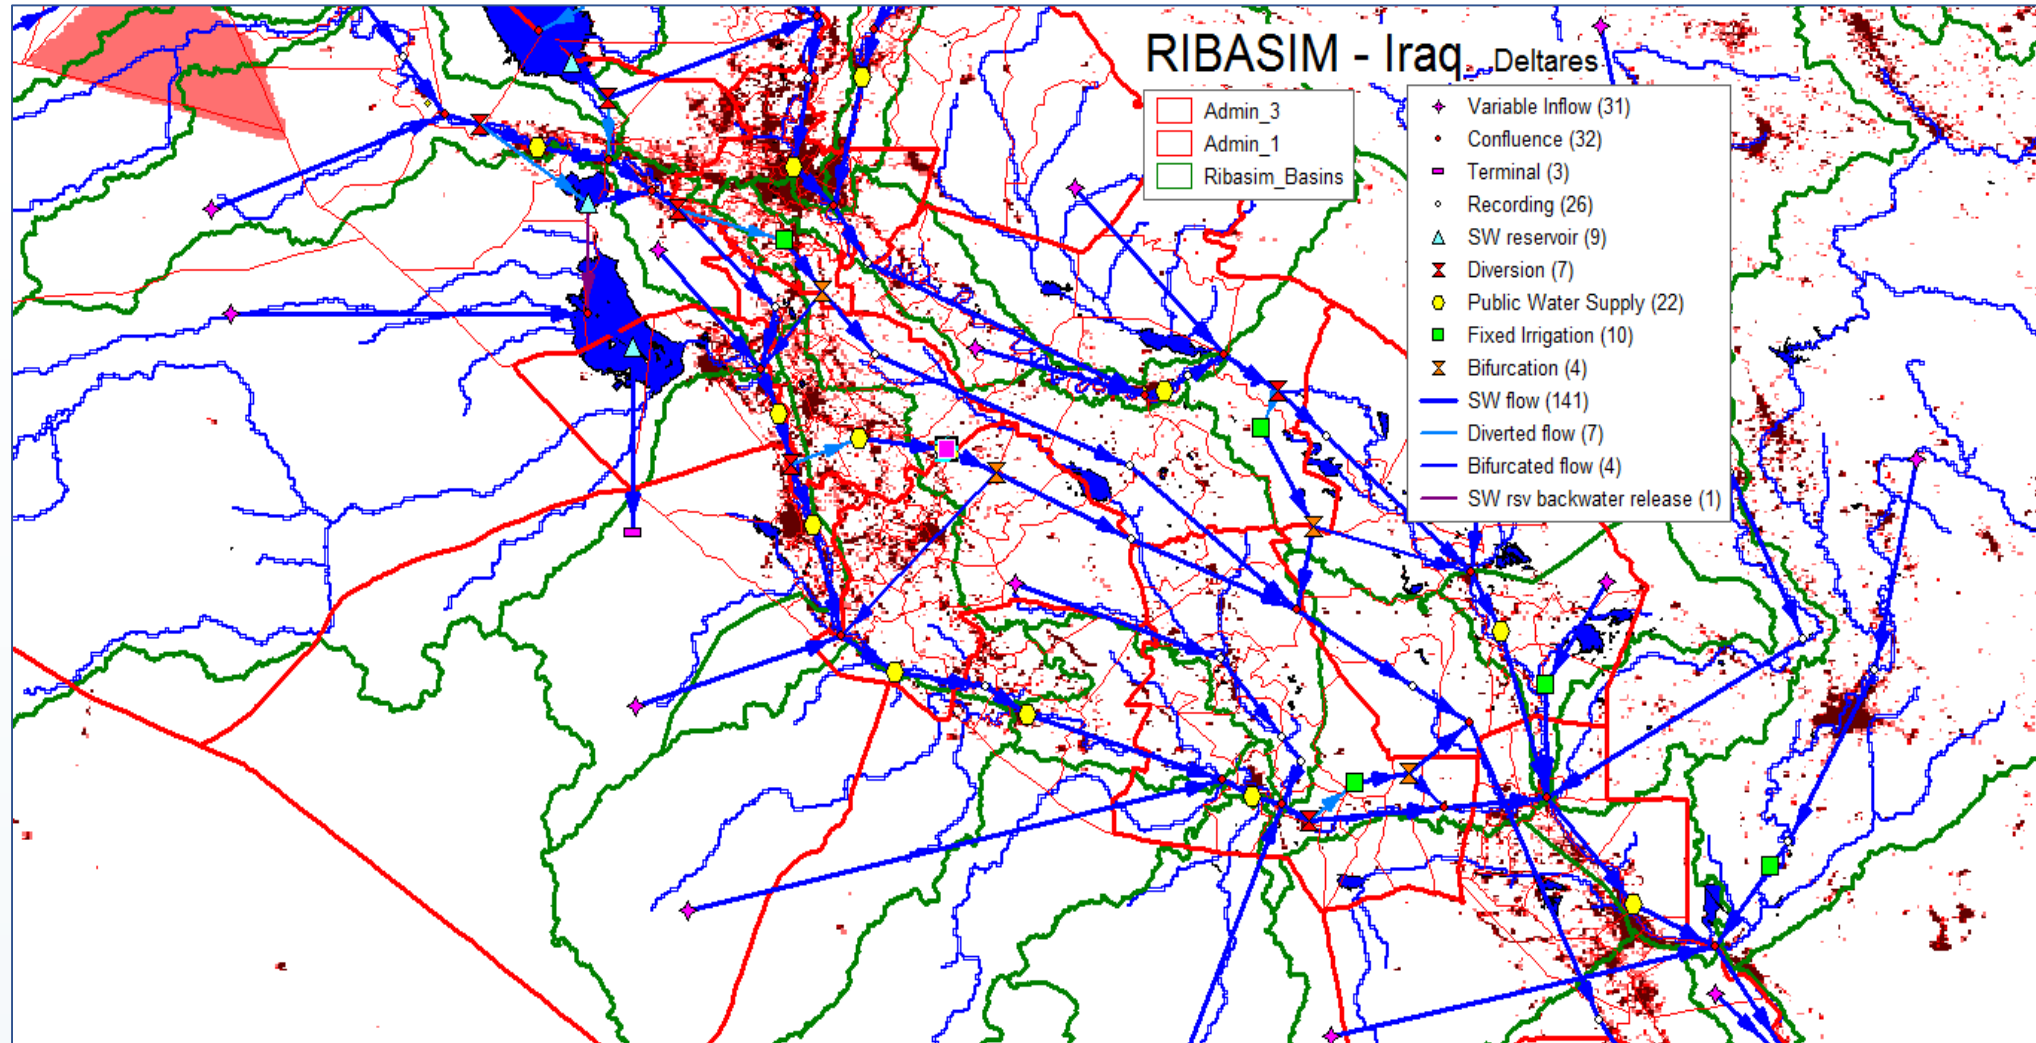 RIBASIM - Iraq Deltares
Admin_3
Admin_1
Ribasim_Basins
Variable Inflow (31)
Confluence (32)
Terminal (3)
Recording (26)
SW reservoir (9)
Diversion (7)
Public Water Supply (22)
Fixed Irrigation (10)
Bifurcation (4)
SW flow (141)
Diverted flow (7)
Bifurcated flow (4)
SW rsv backwater release (1)